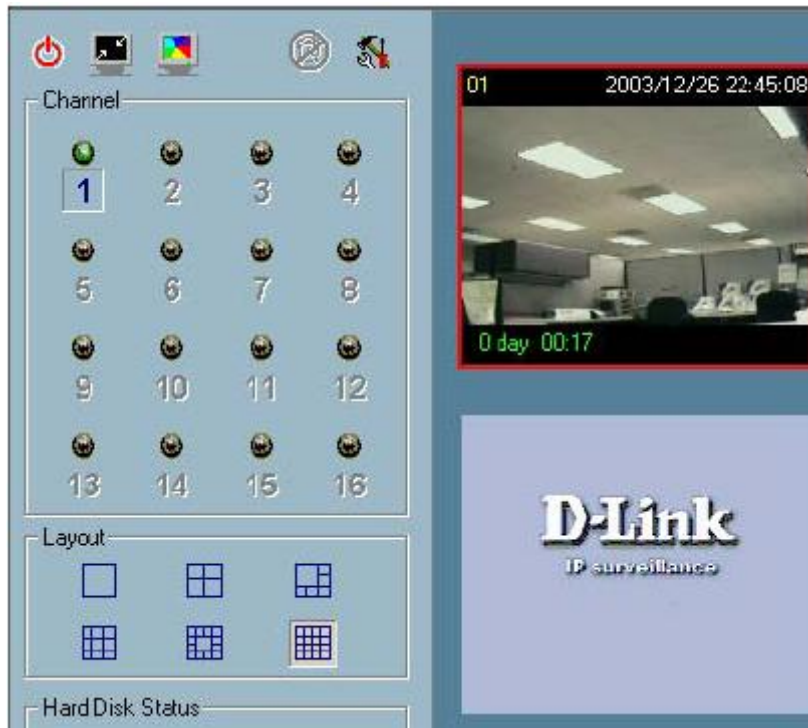 Channel
1 2 3 4
5 6 7 8
9 10 11 12
13 14 15 16
Layout
Hard Disk Status
01 2003/12/26 22:45:08
0 day 00:17
D-Link
IP surveillance